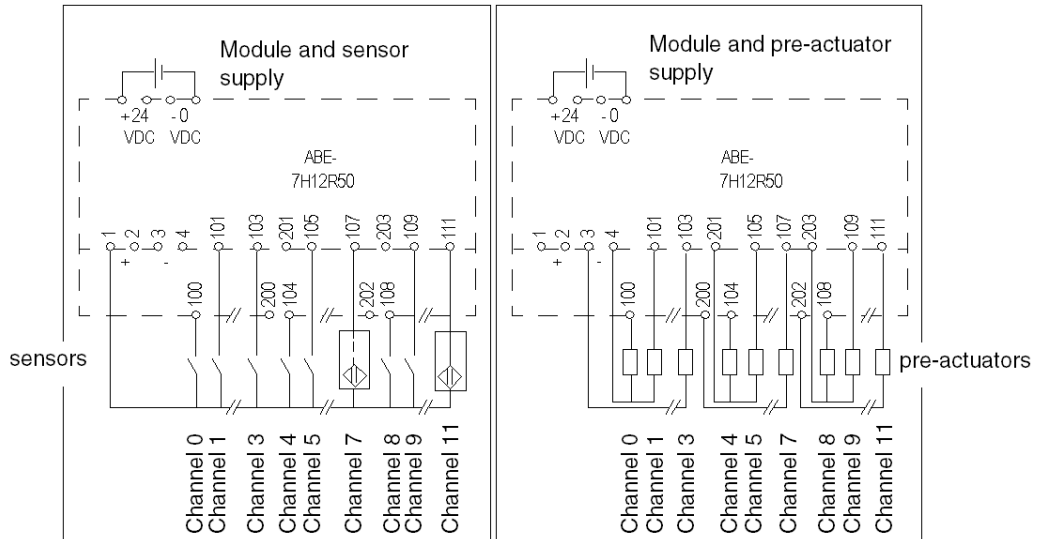 Module and sensor
supply
+24 -0
VDC VDC
ABE-
7H12R50
1 2 3 4 101 103 201 105 107 203 109 111
+ -
100 200 104 202 108
sensors
Channel 0
Channel 1
Channel 3
Channel 4
Channel 5
Channel 7
Channel 8
Channel 9
Channel 11
Module and pre-actuator
supply
+24 -0
VDC VDC
ABE-
7H12R50
1 2 3 4 101 103 201 105 107 203 109 111
+ -
100 200 104 202 108
pre-actuators
Channel 0
Channel 1
Channel 3
Channel 4
Channel 5
Channel 7
Channel 8
Channel 9
Channel 11